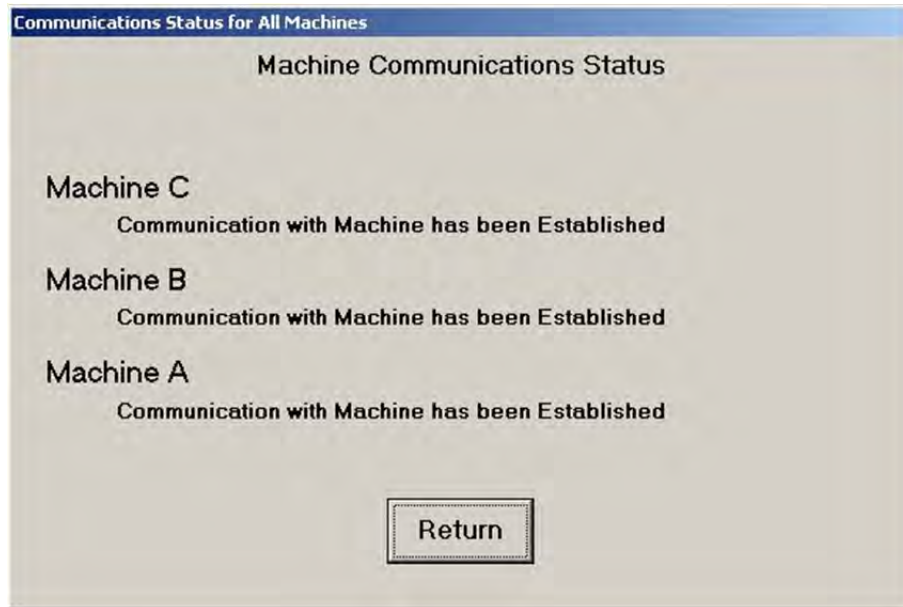 Communications Status for All Machines
Machine Communications Status
Machine C
Communication with Machine has been Established
Machine B
Communication with Machine has been Established
Machine A
Communication with Machine has been Established
Return